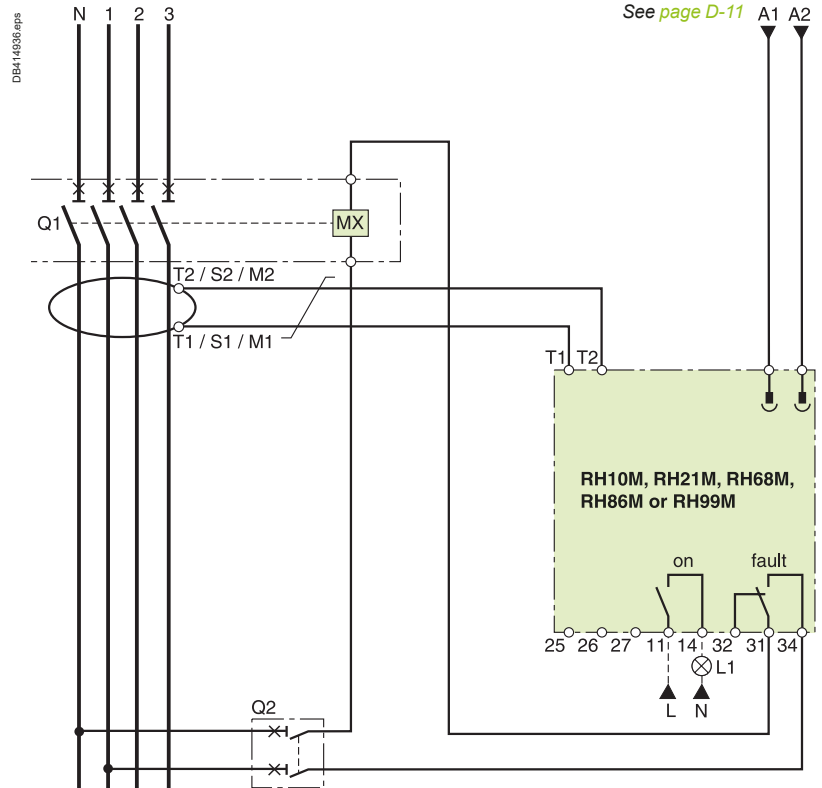 DB414936.eps
N 1 2 3
See page D-11 A1 A2
Q1
MX
T2 / S2 / M2
T1 / S1 / M1
T1 T2
RH10M, RH21M, RH68M,
RH86M or RH99M
on fault
25 26 27 11 14 32 31 34
L1
L N
Q2